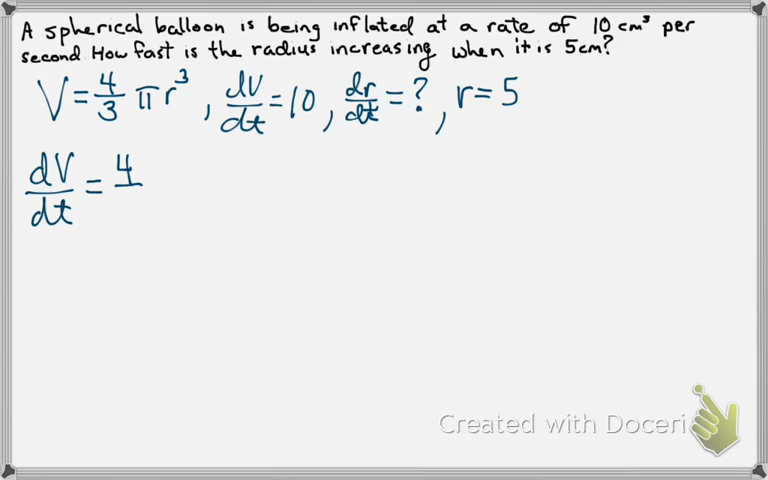 A spherical balloon is being inflated at a rate of 10 cm³ per
second How fast is the radius increasing when it is 5cm?
V = 4/3 πr³, dV/dt = 10, dr/dt = ?, r = 5
dV/dt = 4
Created with Doceri